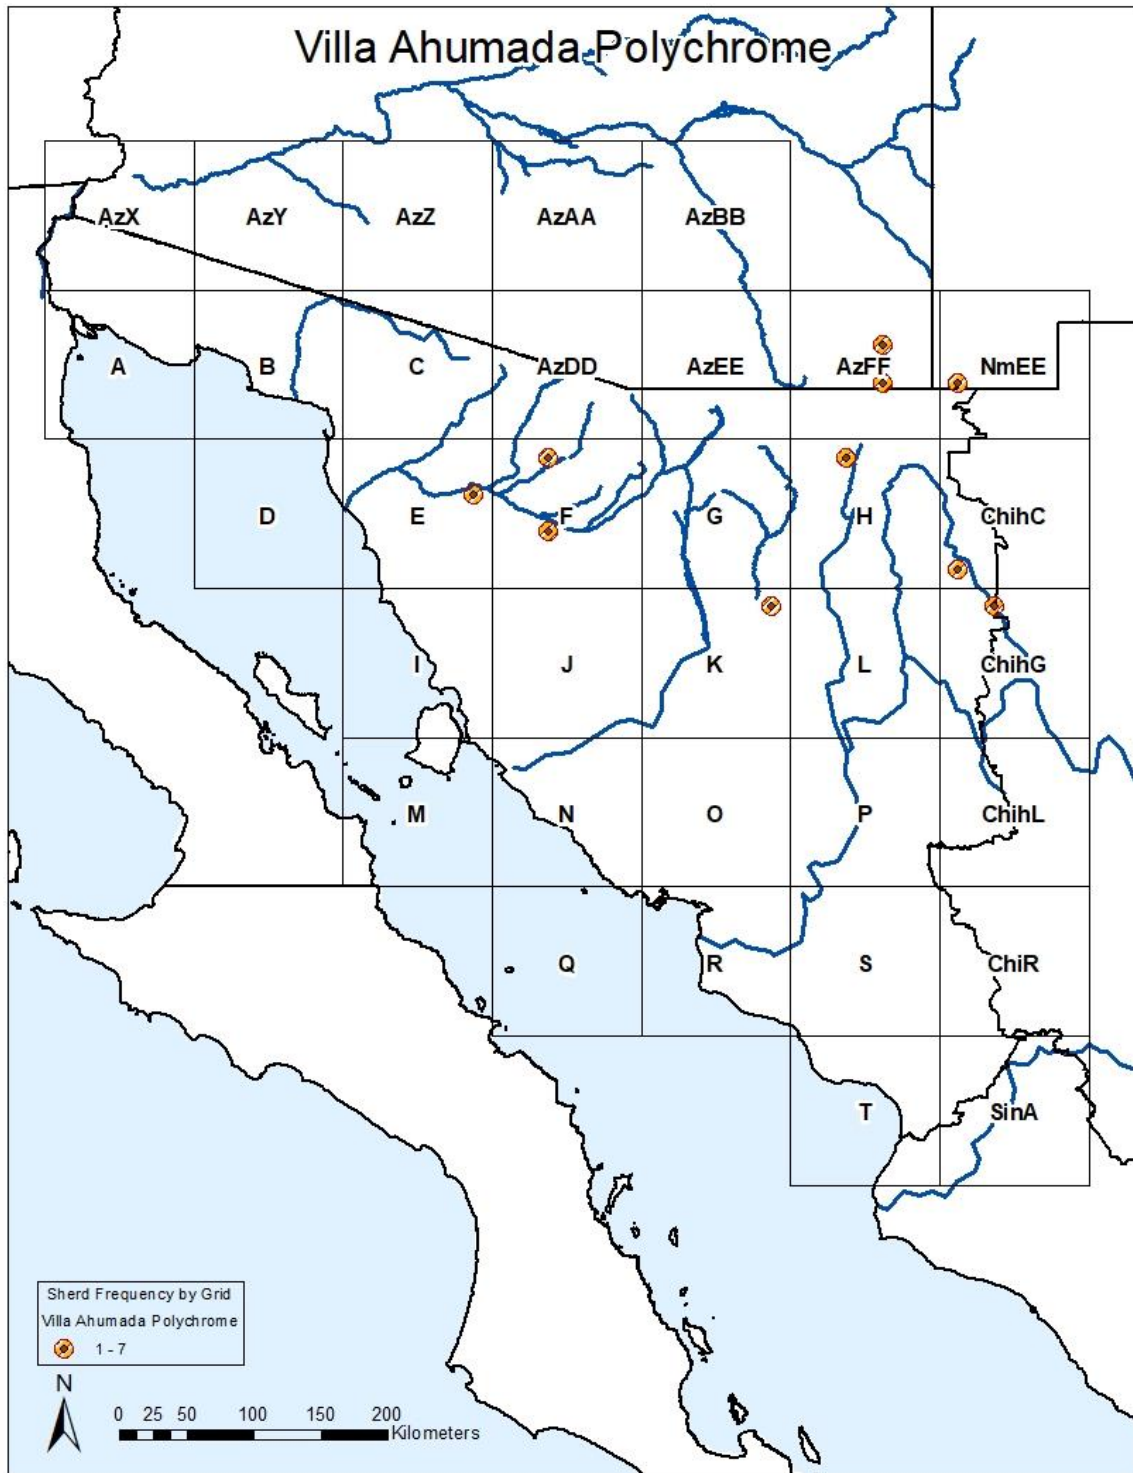 Villa Ahumada Polychrome
AzX AzY AzZ AzAA AzBB
A B C AzDD AzEE AzFF NmEE
D E F G H ChihC
I J K L ChihG
M N O P ChihL
Q R S ChiR
T SinA
Sherd Frequency by Grid
Villa Ahumada Polychrome
1 - 7
N
0 25 50 100 150 200
Kilometers